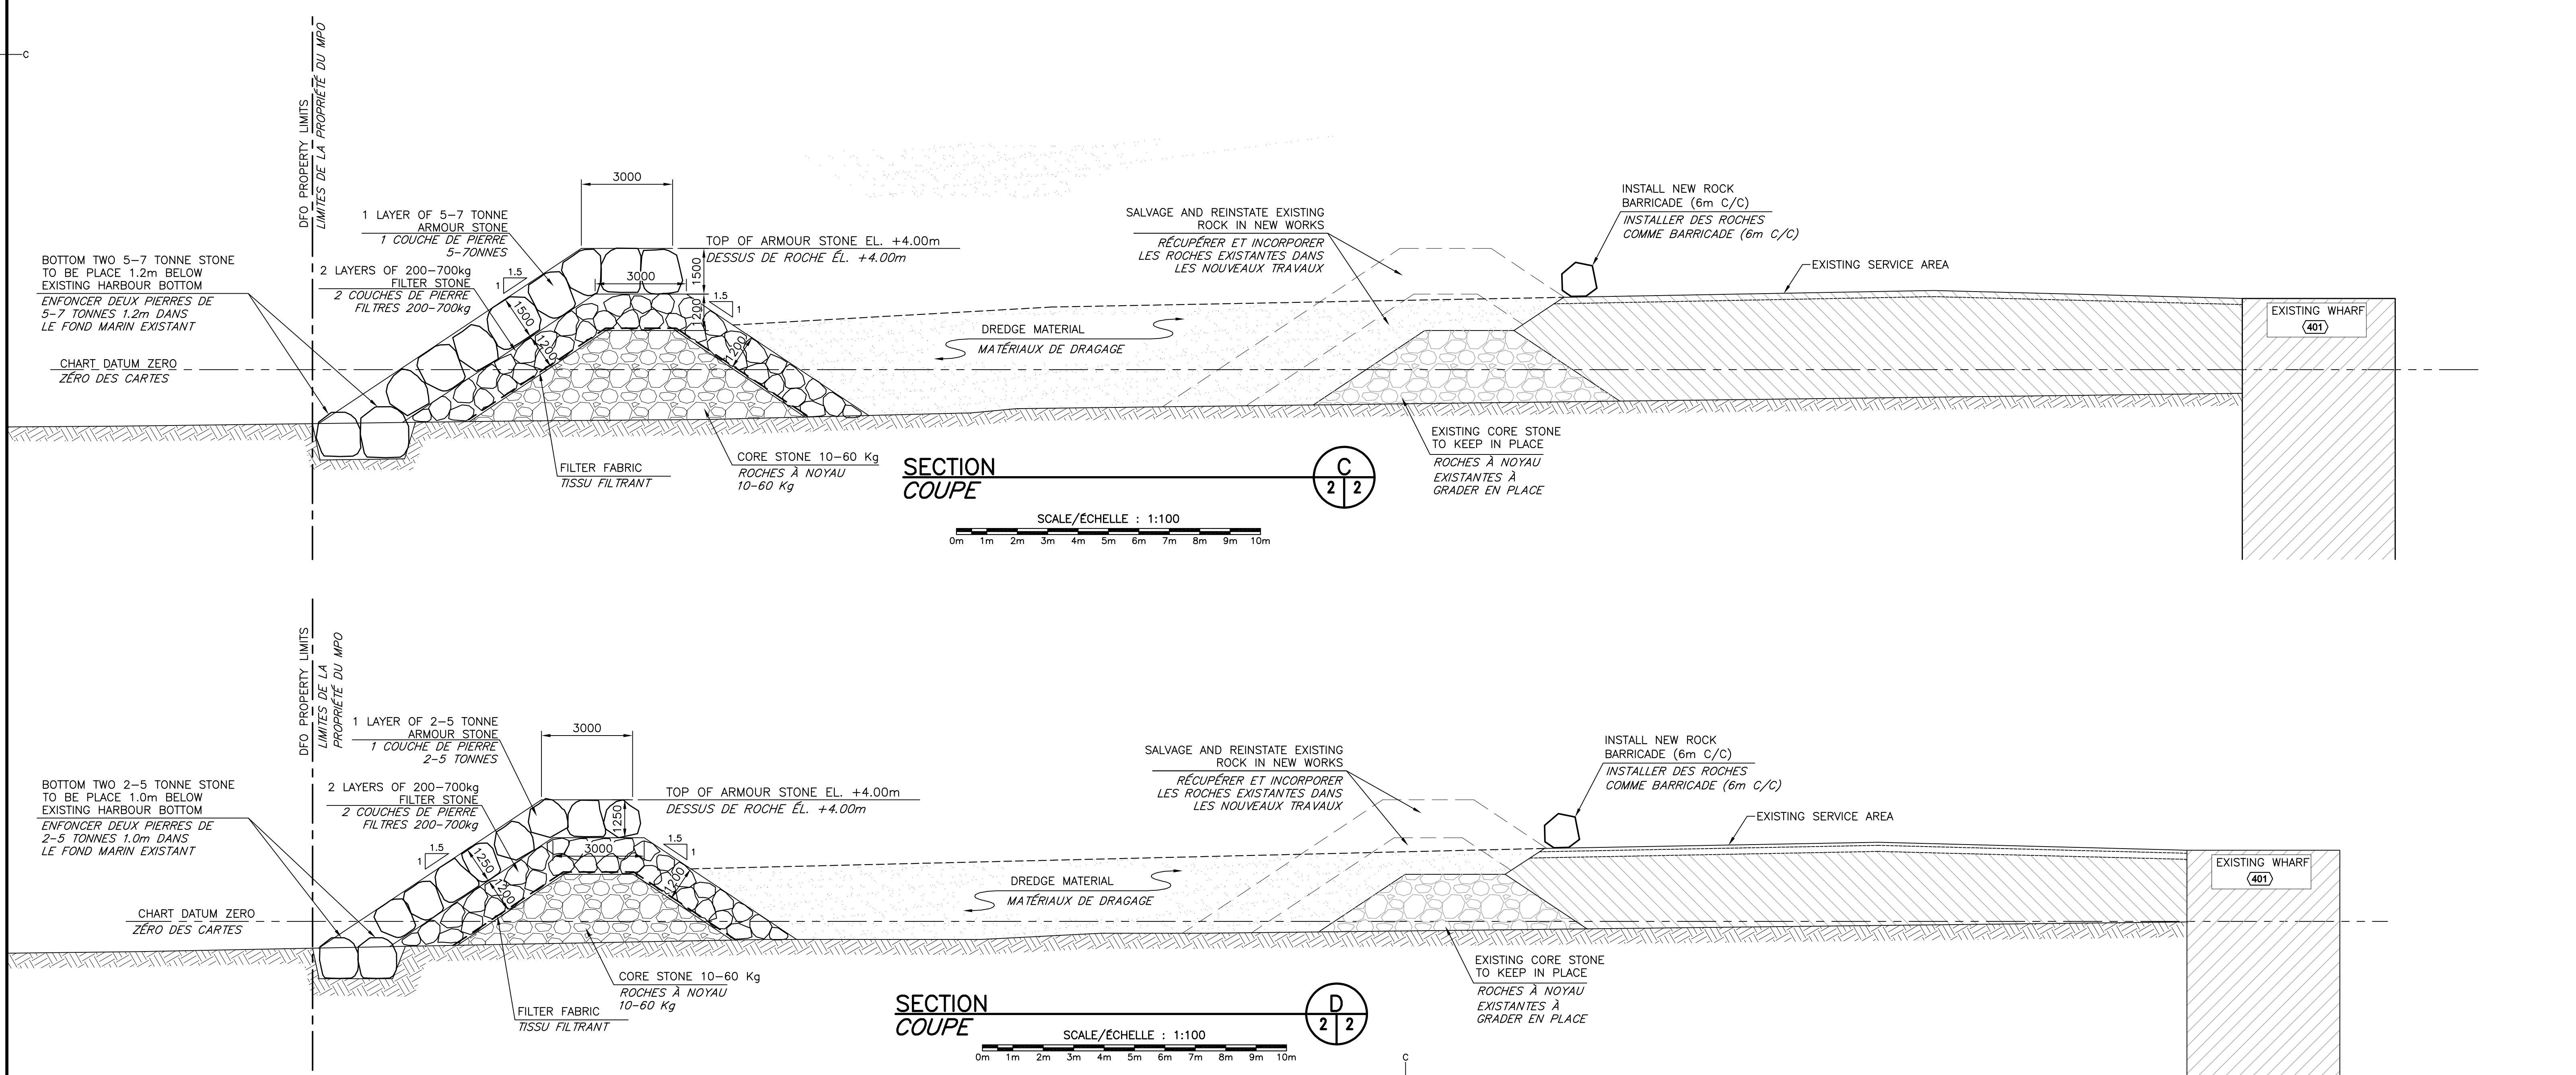 C
DFO PROPERTY LIMITS
LIMITES DE LA PROPRIÉTÉ DU MPO
3000
1 LAYER OF 5-7 TONNE
ARMOUR STONE
1 COUCHE DE PIERRE
5-7ONNES
TOP OF ARMOUR STONE EL. +4.00m
DESSUS DE ROCHE ÉL. +4.00m
BOTTOM TWO 5-7 TONNE STONE
TO BE PLACE 1.2m BELOW
EXISTING HARBOUR BOTTOM
ENFONCER DEUX PIERRES DE
5-7 TONNES 1.2m DANS
LE FOND MARIN EXISTANT
2 LAYERS OF 200-700kg
FILTER STONE
2 COUCHES DE PIERRE
FILTRES 200-700kg
1.5
1
3000
1500
1200
1.5
1
1500
1200
1200
CHART DATUM ZERO
ZÉRO DES CARTES
DREDGE MATERIAL
MATÉRIAUX DE DRAGAGE
SALVAGE AND REINSTATE EXISTING
ROCK IN NEW WORKS
RÉCUPÉRER ET INCORPORER
LES ROCHES EXISTANTES DANS
LES NOUVEAUX TRAVAUX
INSTALL NEW ROCK
BARRICADE (6m C/C)
INSTALLER DES ROCHES
COMME BARRICADE (6m C/C)
EXISTING SERVICE AREA
EXISTING WHARF
401
FILTER FABRIC
TISSU FILTRANT
CORE STONE 10-60 Kg
ROCHES À NOYAU
10-60 Kg
EXISTING CORE STONE
TO KEEP IN PLACE
ROCHES À NOYAU
EXISTANTES À
GRADER EN PLACE
SECTION
COUPE
C
2 2
SCALE/ÉCHELLE : 1:100
0m 1m 2m 3m 4m 5m 6m 7m 8m 9m 10m
DFO PROPERTY LIMITS
LIMITES DE LA
PROPRIÉTÉ DU MPO
3000
1 LAYER OF 2-5 TONNE
ARMOUR STONE
1 COUCHE DE PIERRE
2-5 TONNES
TOP OF ARMOUR STONE EL. +4.00m
DESSUS DE ROCHE ÉL. +4.00m
BOTTOM TWO 2-5 TONNE STONE
TO BE PLACE 1.0m BELOW
EXISTING HARBOUR BOTTOM
ENFONCER DEUX PIERRES DE
2-5 TONNES 1.0m DANS
LE FOND MARIN EXISTANT
2 LAYERS OF 200-700kg
FILTER STONE
2 COUCHES DE PIERRE
FILTRES 200-700kg
1250
1.5
1
3000
1.5
1
1250
1200
1200
CHART DATUM ZERO
ZÉRO DES CARTES
DREDGE MATERIAL
MATÉRIAUX DE DRAGAGE
SALVAGE AND REINSTATE EXISTING
ROCK IN NEW WORKS
RÉCUPÉRER ET INCORPORER
LES ROCHES EXISTANTES DANS
LES NOUVEAUX TRAVAUX
INSTALL NEW ROCK
BARRICADE (6m C/C)
INSTALLER DES ROCHES
COMME BARRICADE (6m C/C)
EXISTING SERVICE AREA
EXISTING WHARF
401
FILTER FABRIC
TISSU FILTRANT
CORE STONE 10-60 Kg
ROCHES À NOYAU
10-60 Kg
EXISTING CORE STONE
TO KEEP IN PLACE
ROCHES À NOYAU
EXISTANTES À
GRADER EN PLACE
SECTION
COUPE
D
2 2
SCALE/ÉCHELLE : 1:100
0m 1m 2m 3m 4m 5m 6m 7m 8m 9m 10m
C